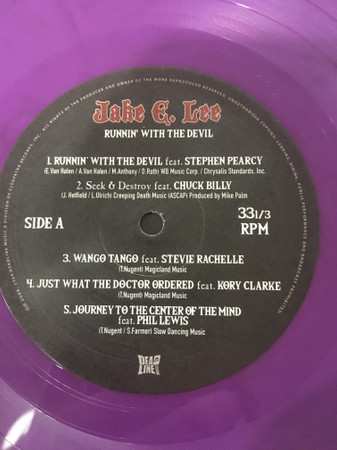 Jake E. Lee
RUNNIN' WITH THE DEVIL
1. RUNNIN' WITH THE DEVIL feat. STEPHEN PEARCY
(E. Van Halen / A.Van Halen / M.Anthony / D.Roth) WB Music Corp. / Chrysalis Standards, Inc.
2. Seek & Destroy feat. CHUCK BILLY
(J. Hetfield / L.Ulrich) Creeping Death Music (ASCAP) Produced by Mike Palm
SIDE A
33 1/3
RPM
3. WANGO TANGO feat. STEVIE RACHELLE
(T.Nugent) Magicland Music
4. JUST WHAT THE DOCTOR ORDERED feat. KORY CLARKE
(T.Nugent) Magicland Music
5. JOURNEY TO THE CENTER OF THE MIND
feat. PHIL LEWIS
(T.Nugent / S.Farmer) Slow Dancing Music
DEAD
LINE